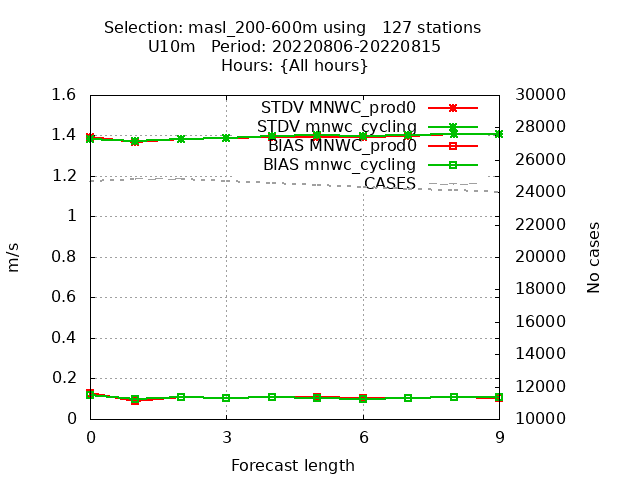 Selection: masl_200-600m using   127 stations
U10m   Period: 20220806-20220815
Hours: {All hours}
STDV MNWC_prod0
STDV mnwc_cycling
BIAS MNWC_prod0
BIAS mnwc_cycling
CASES
m/s
1.6
1.4
1.2
1
0.8
0.6
0.4
0.2
0
No cases
30000
28000
26000
24000
22000
20000
18000
16000
14000
12000
10000
0 3 6 9
Forecast length